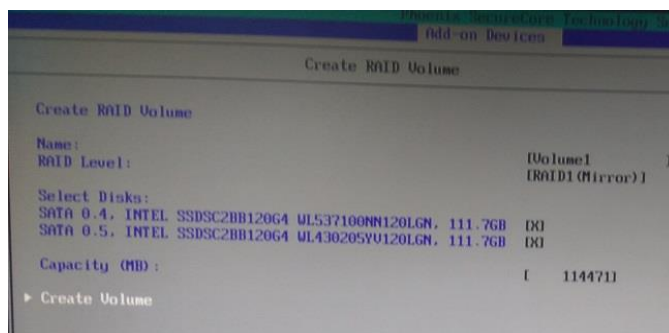 Phoenix SecureCore Technology
Add-on Devices
Create RAID Volume
Create RAID Volume
Name: [Volume1
RAID Level: [RAID1(Mirror)]
Select Disks:
SATA 0.4, INTEL SSDSC2BB120G4 WL537100NN120LGN, 111.7GB [X]
SATA 0.5, INTEL SSDSC2BB120G4 WL430205YV120LGN, 111.7GB [X]
Capacity (MB): [ 114471]
▶ Create Volume